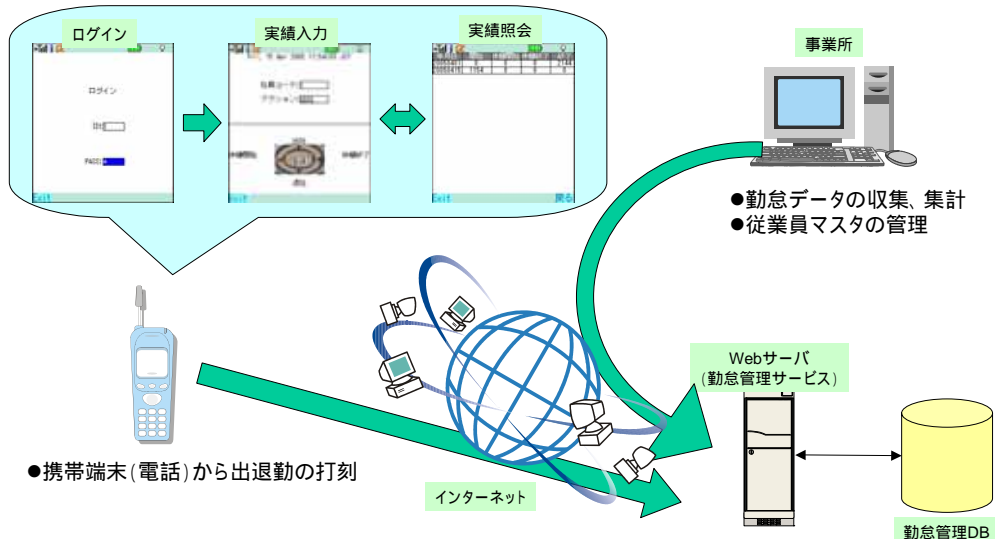 ログイン
実績入力
実績照会
ログイン
ID:
PASS:
Exit
Exit
Exit
戻る
事業所
●勤怠データの収集、集計
●従業員マスタの管理
Webサーバ
(勤怠管理サービス)
●携帯端末(電話)から出退勤の打刻
インターネット
勤怠管理DB